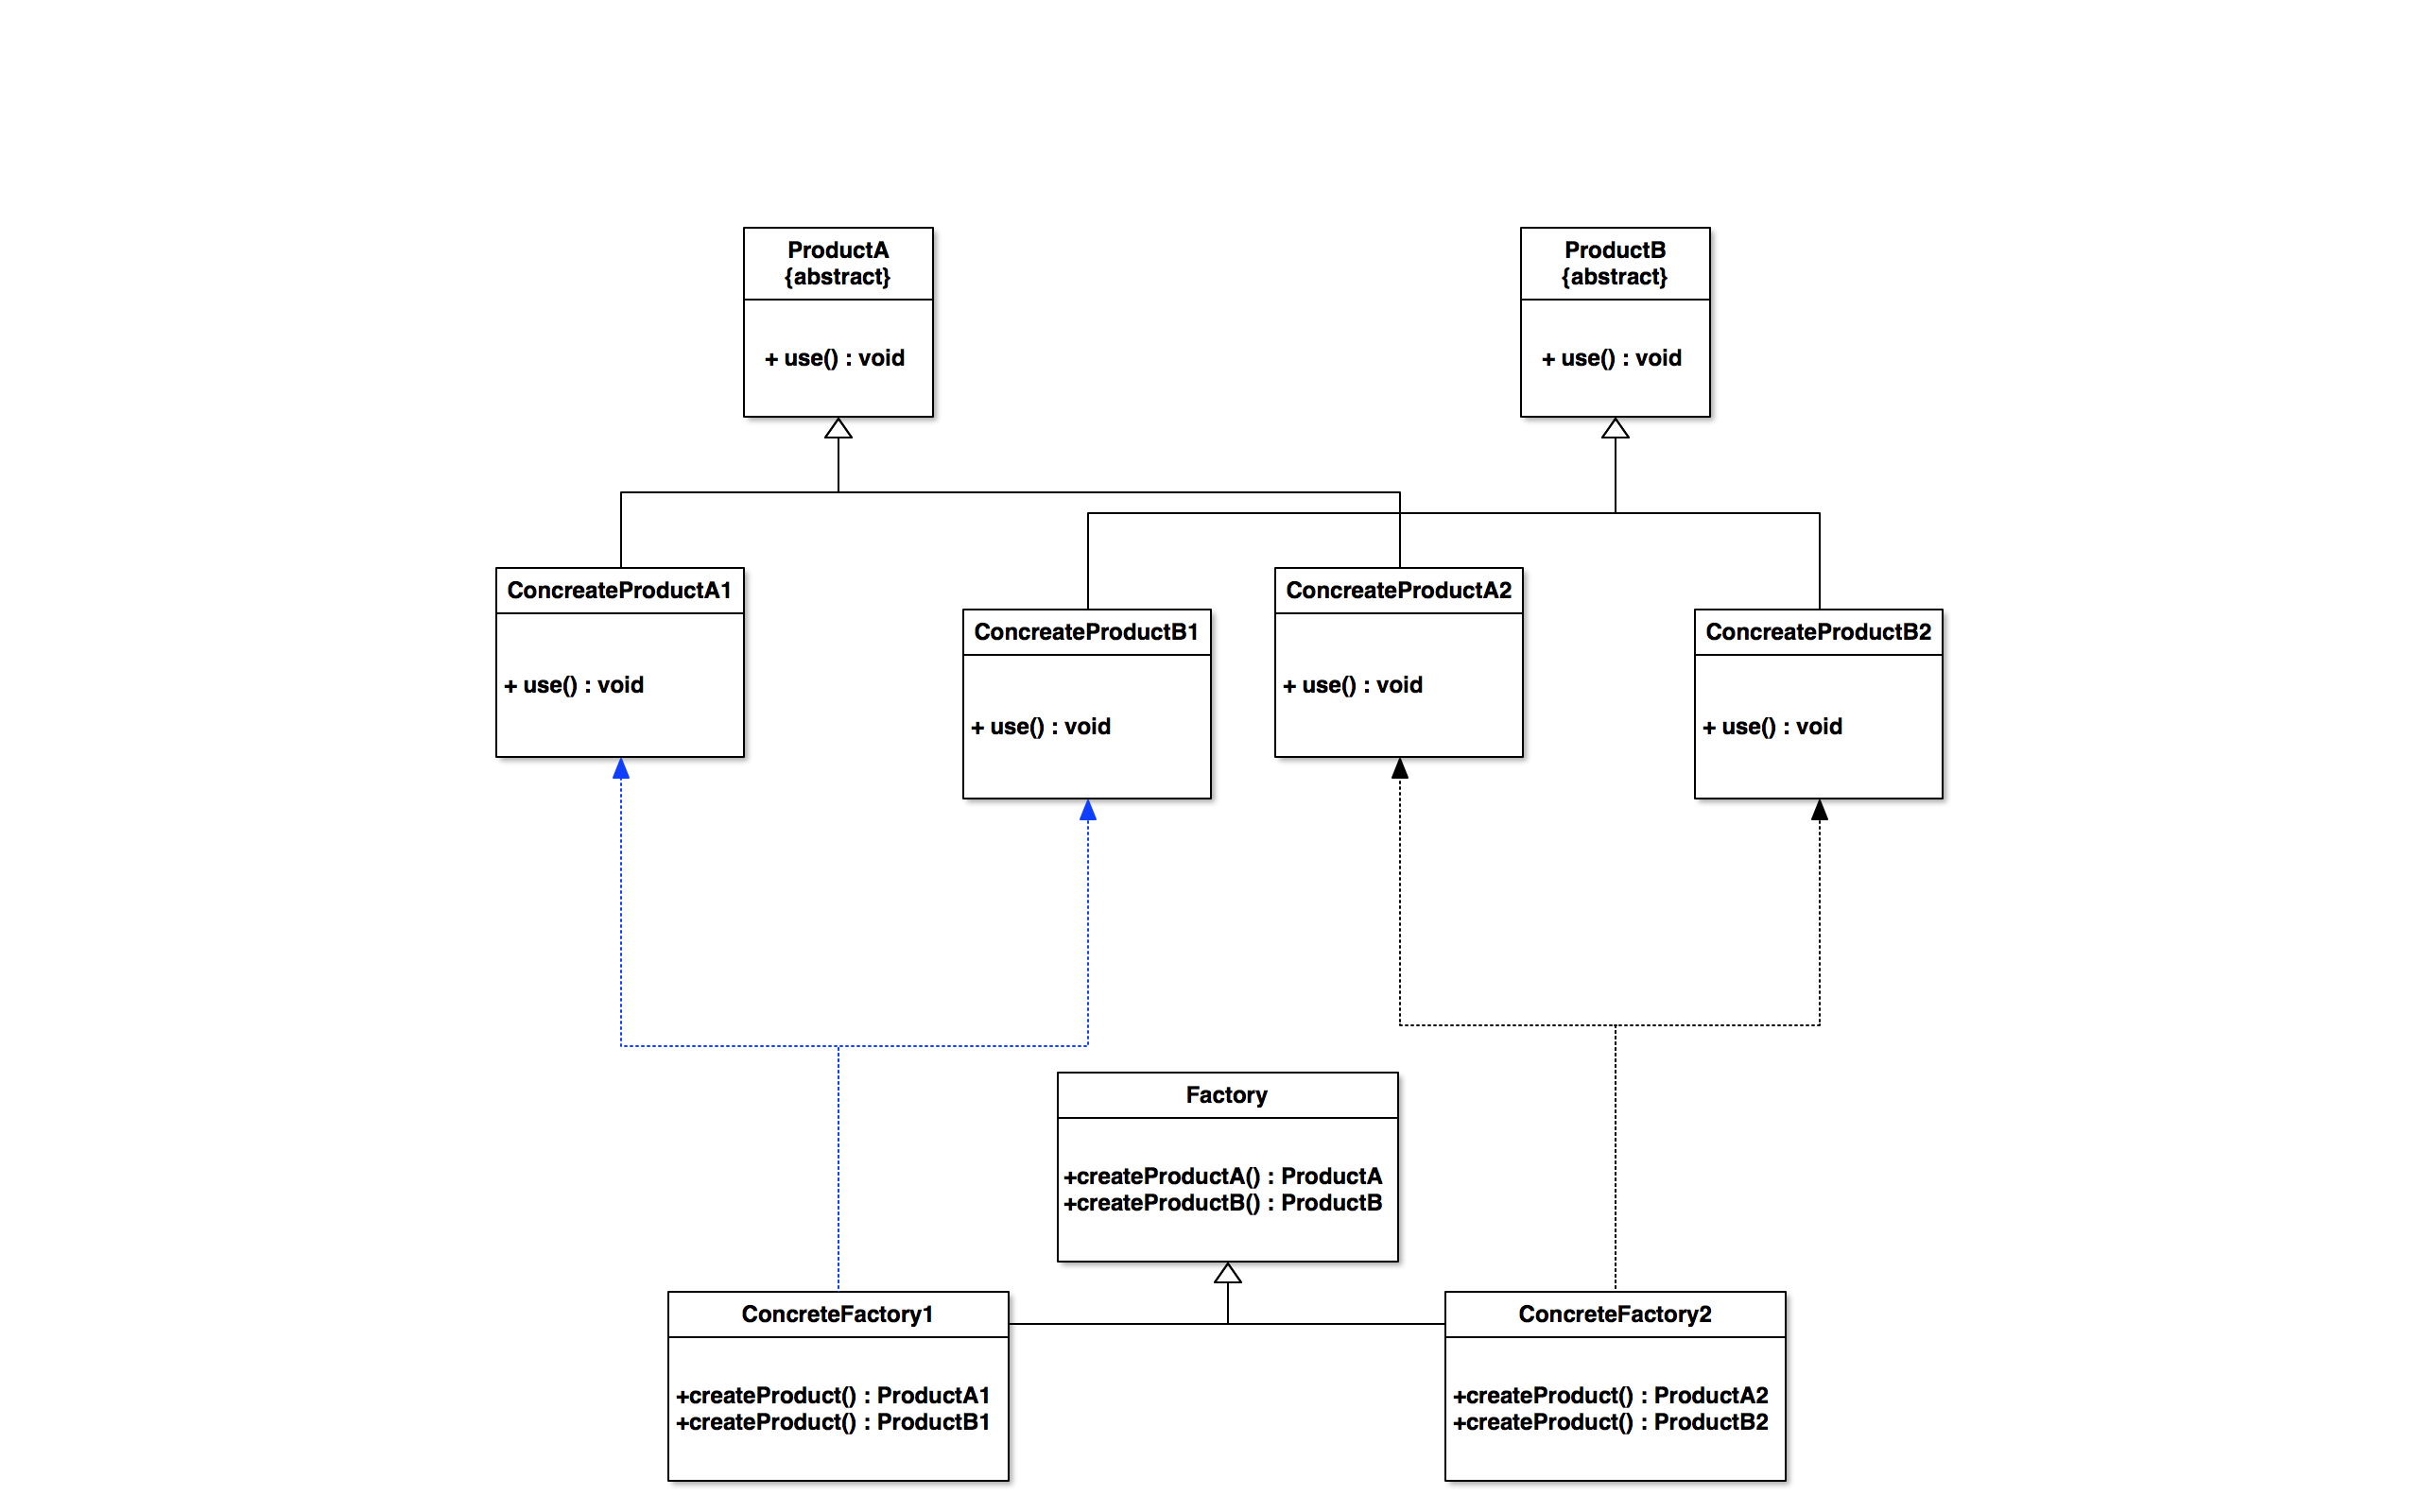 ProductA
{abstract}
+ use() : void
ProductB
{abstract}
+ use() : void
ConcreateProductA1
+ use() : void
ConcreateProductB1
+ use() : void
ConcreateProductA2
+ use() : void
ConcreateProductB2
+ use() : void
Factory
+createProductA() : ProductA
+createProductB() : ProductB
ConcreteFactory1
+createProduct() : ProductA1
+createProduct() : ProductB1
ConcreteFactory2
+createProduct() : ProductA2
+createProduct() : ProductB2